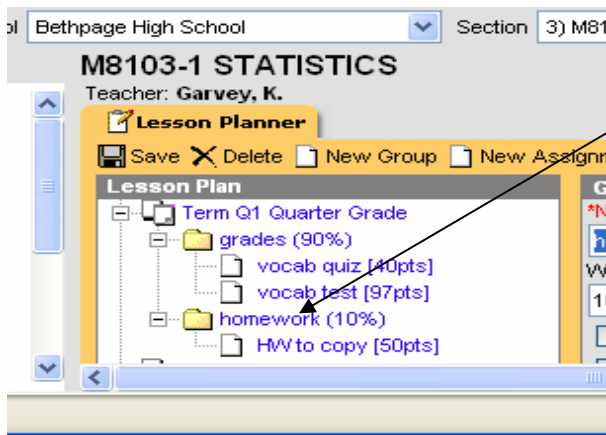 ol Bethpage High School Section 3) M81
M8103-1 STATISTICS
Teacher: Garvey, K.
Lesson Planner
Save Delete New Group New Assignm
Lesson Plan G
Term Q1 Quarter Grade *N
grades (90%) h
vocab quiz [40pts] W
vocab test [97pts] 10
homework (10%)
HW to copy [50pts]